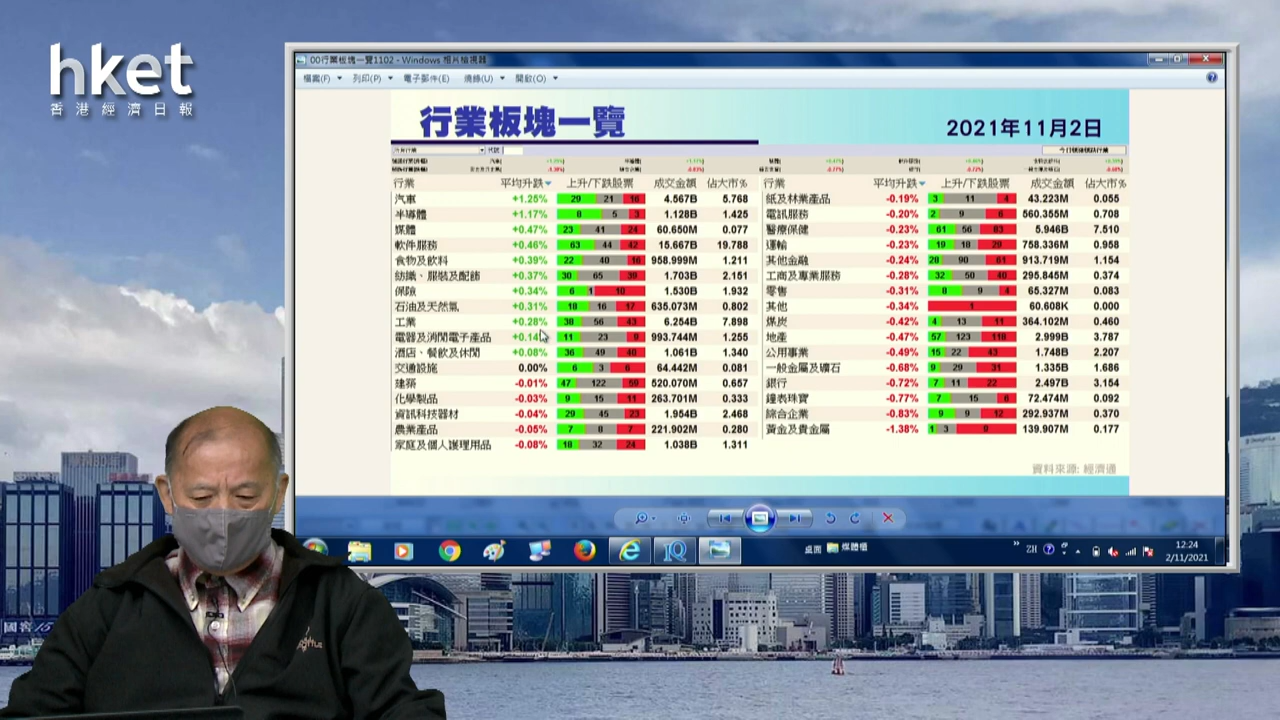 hket
香港經濟日報
00行業板塊一覽1102 - Windows 相片檢視器
檔案(F) 列印(P) 電子郵件(E) 燒錄(U) 開啟(O)
行業板塊一覽
2021年11月2日
行業 平均升跌 上升/下跌股票 成交金額 佔大市%
汽車 +1.25% 29 21 16 4.567B 5.768
半導體 +1.17% 8 5 3 1.128B 1.425
媒體 +0.47% 23 41 24 60.650M 0.077
軟件服務 +0.46% 63 44 42 15.667B 19.788
食物及飲料 +0.39% 22 40 16 958.999M 1.211
紡織、服裝及配飾 +0.37% 30 65 39 1.703B 2.151
保險 +0.34% 6 1 10 1.530B 1.932
石油及天然氣 +0.31% 18 16 17 635.073M 0.802
工業 +0.28% 38 56 43 6.254B 7.898
電器及消閒電子產品 +0.14 11 23 9 993.744M 1.255
酒店、餐飲及休閒 +0.08% 36 49 40 1.061B 1.340
交通設施 0.00% 6 3 6 64.442M 0.081
建築 -0.01% 47 122 59 520.070M 0.657
化學製品 -0.03% 9 15 11 263.701M 0.333
資訊科技器材 -0.04% 29 45 23 1.954B 2.468
農業產品 -0.05% 7 8 7 221.902M 0.280
家庭及個人護理用品 -0.08% 18 32 24 1.038B 1.311
行業 平均升跌 上升/下跌股票 成交金額 佔大市%
紙及林業產品 -0.19% 3 11 4 43.223M 0.055
電訊服務 -0.20% 2 9 6 560.355M 0.708
醫療保健 -0.23% 61 56 83 5.946B 7.510
運輸 -0.23% 19 18 29 758.336M 0.958
其他金融 -0.24% 28 90 61 913.719M 1.154
工商及專業服務 -0.28% 32 50 40 295.845M 0.374
零售 -0.31% 8 9 4 65.327M 0.083
其他 -0.34% 1 60.608K 0.000
煤炭 -0.42% 4 13 11 364.102M 0.460
地產 -0.47% 57 123 118 2.999B 3.787
公用事業 -0.49% 15 22 43 1.748B 2.207
一般金屬及礦石 -0.68% 9 29 31 1.335B 1.686
銀行 -0.72% 7 11 22 2.497B 3.154
鐘表珠寶 -0.77% 7 15 6 72.474M 0.092
綜合企業 -0.83% 9 9 12 292.937M 0.370
黃金及貴金屬 -1.38% 1 3 9 139.907M 0.177
資料來源: 經濟通
桌面 媒體櫃
ZH
12:24
2/11/2021